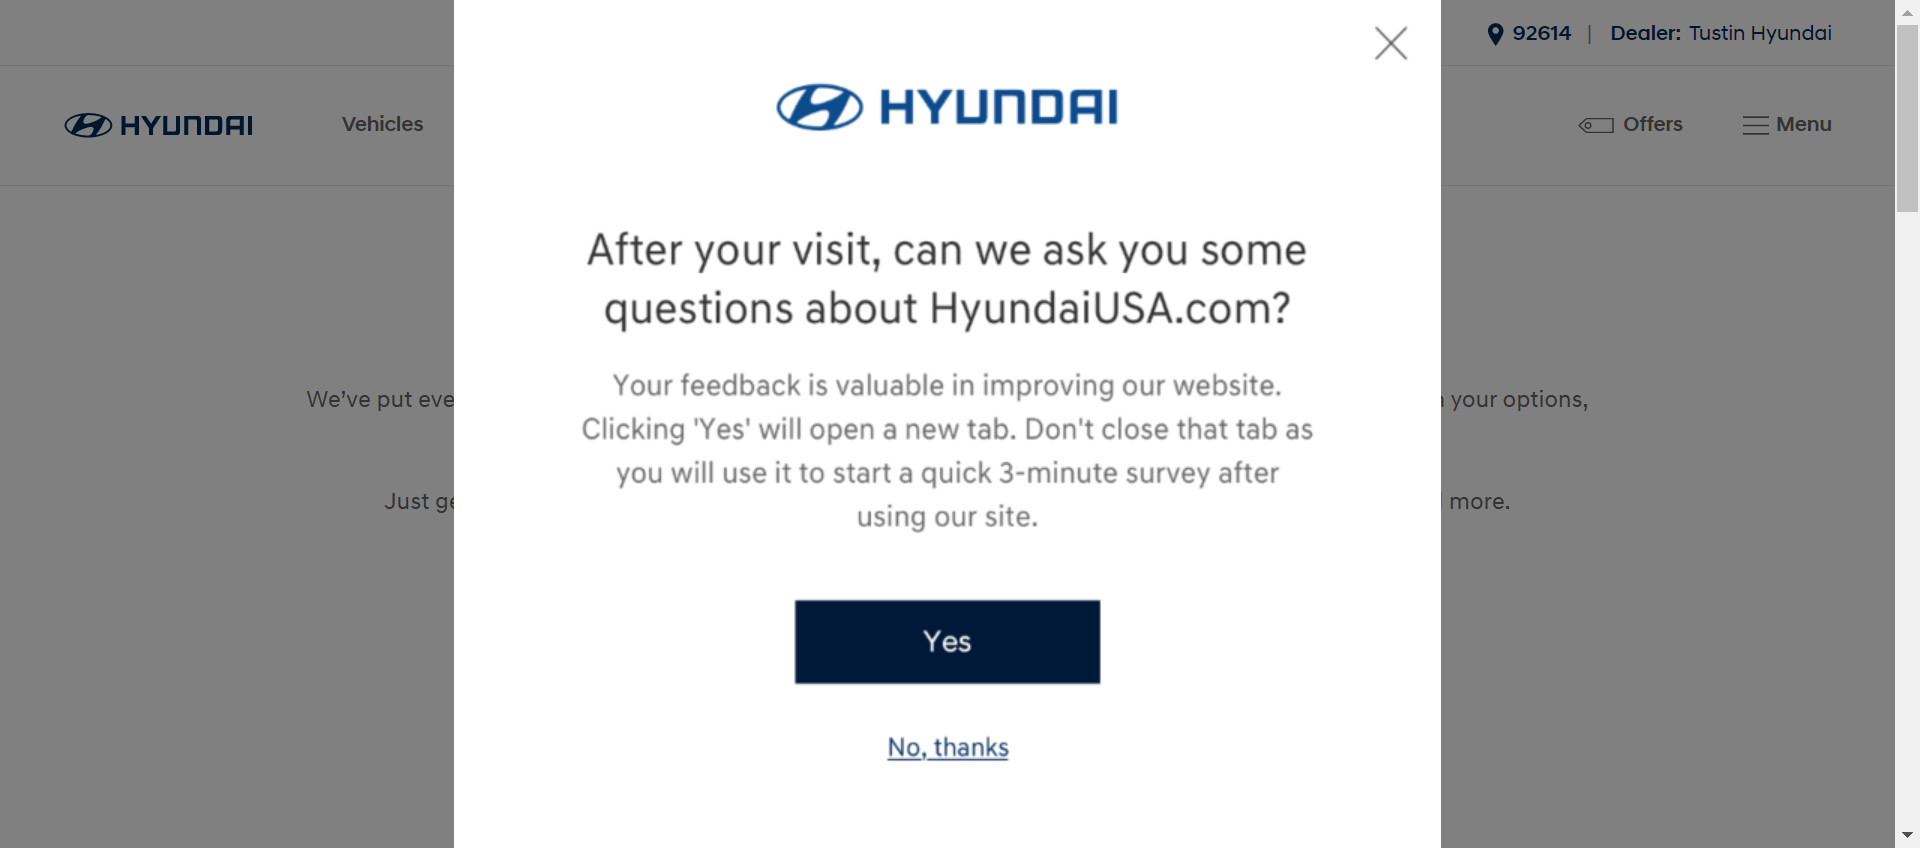 92614 | Dealer: Tustin Hyundai
HYUNDAI
Vehicles
Offers
Menu
HYUNDAI
After your visit, can we ask you some
questions about HyundaiUSA.com?
Your feedback is valuable in improving our website.
Clicking 'Yes' will open a new tab. Don't close that tab as
you will use it to start a quick 3-minute survey after
using our site.
Yes
No, thanks
We’ve put
your options,
Just
more.